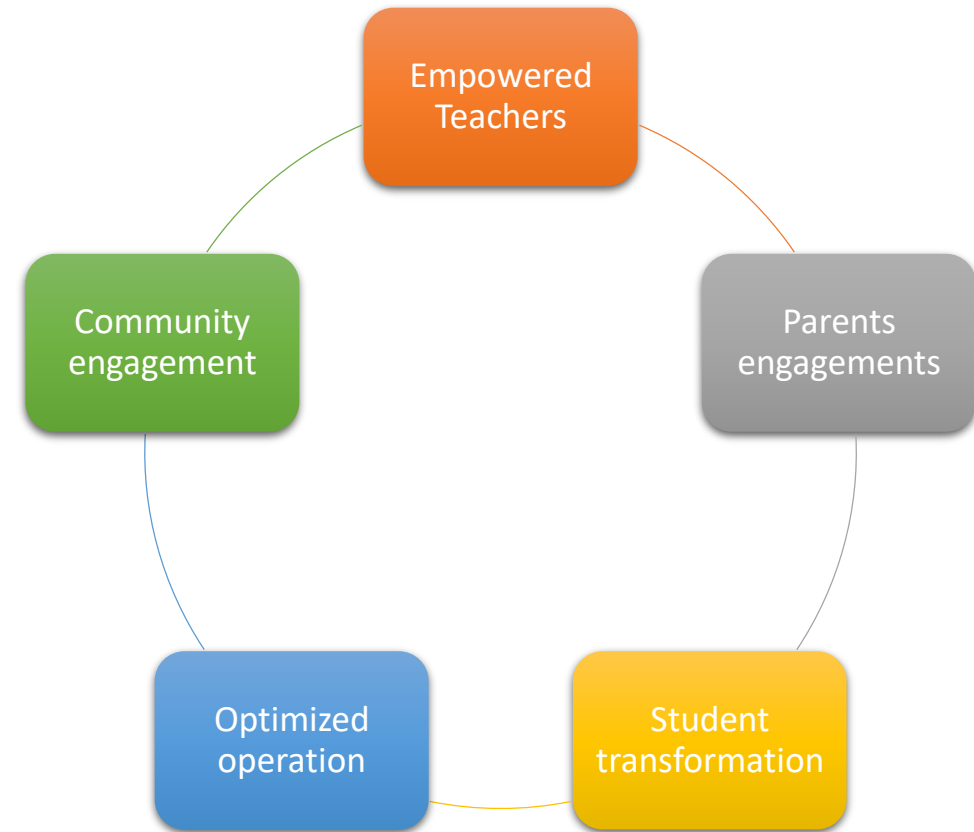 Empowered
Teachers
Community
engagement
Parents
engagements
Optimized
operation
Student
transformation